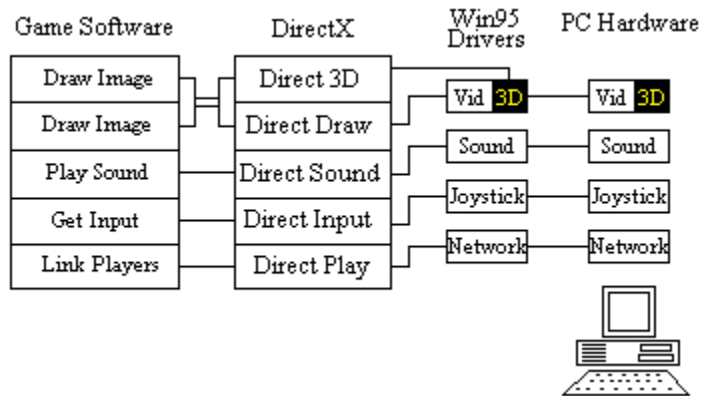 Game Software
DirectX
Win95
Drivers
PC Hardware
Draw Image
Direct 3D
Vid 3D
Vid 3D
Draw Image
Direct Draw
Sound
Sound
Play Sound
Direct Sound
Joystick
Joystick
Get Input
Direct Input
Network
Network
Link Players
Direct Play